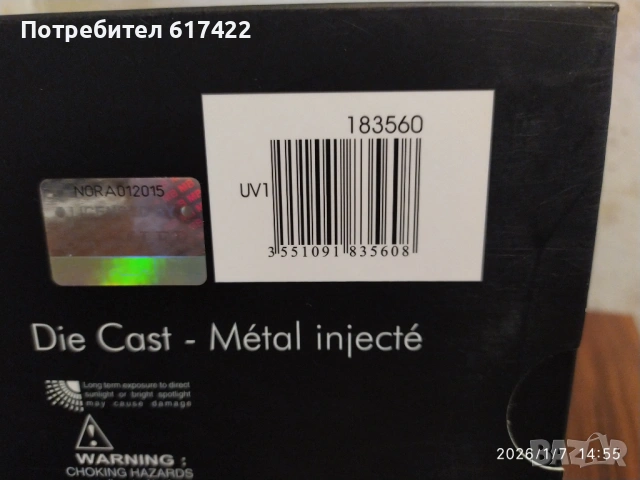 Потребител 617422
183560
NORA012015
UV1
3 551091 835608
Die Cast - Métal injecté
Long term exposure to direct
sunlight or bright spotlight
may cause damage
WARNING :
CHOKING HAZARDS
2026/1/7 14:55
BAZAR